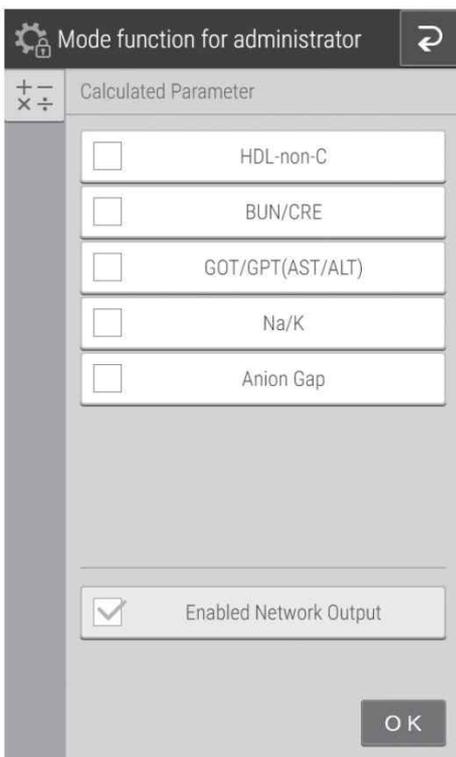 Mode function for administrator
Calculated Parameter
HDL-non-C
BUN/CRE
GOT/GPT(AST/ALT)
Na/K
Anion Gap
Enabled Network Output
OK